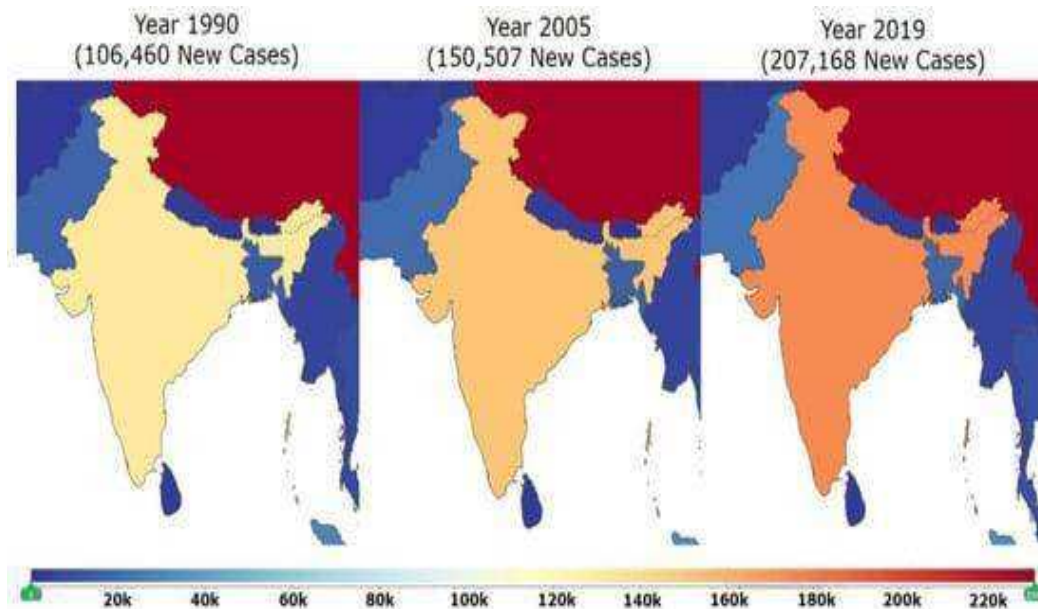 Year 1990
(106,460 New Cases)
Year 2005
(150,507 New Cases)
Year 2019
(207,168 New Cases)
20k 40k 60k 80k 100k 120k 140k 160k 180k 200k 220k